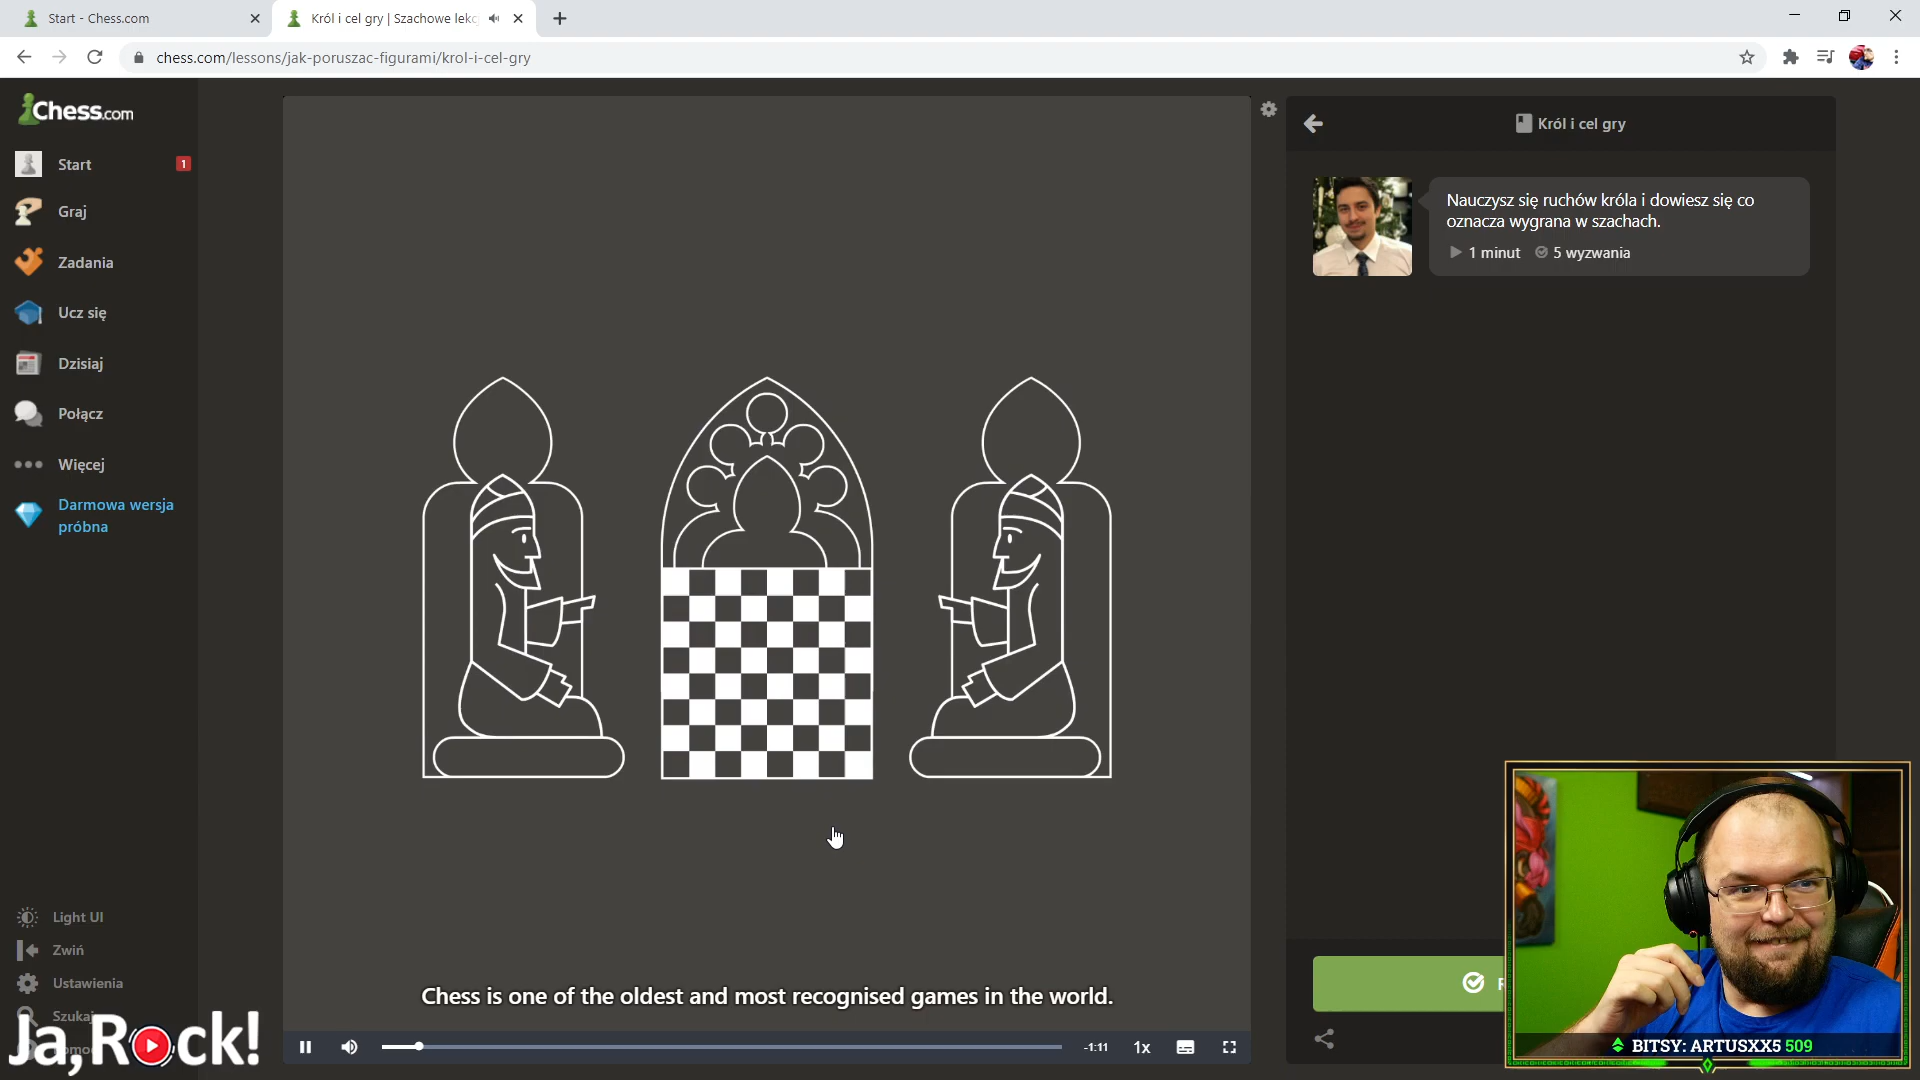 Start - Chess.com
Król i cel gry | Szachowe lekc
chess.com/lessons/jak-poruszac-figurami/krol-i-cel-gry
Chess.com
Start
1
Graj
Zadania
Ucz się
Dzisiaj
Połącz
Więcej
Darmowa wersja
próbna
Light UI
Zwiń
Ustawienia
Szukaj
Ja,Rock!
Chess is one of the oldest and most recognised games in the world.
-1:11
1x
Król i cel gry
Nauczysz się ruchów króla i dowiesz się co
oznacza wygrana w szachach.
1 minut
5 wyzwania
BITSY: ARTUSXX5 509